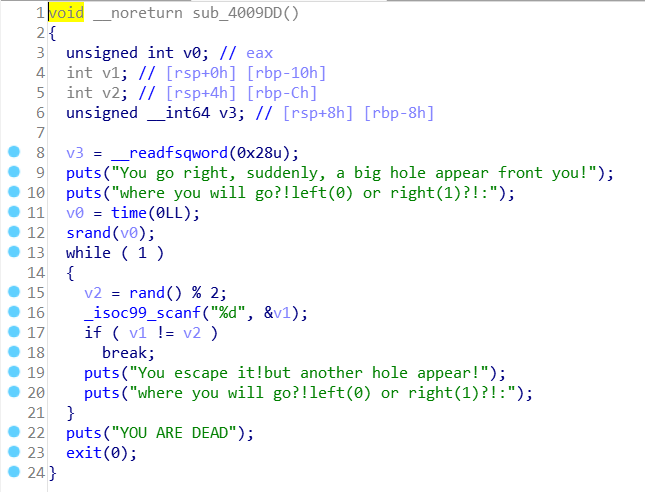 1 void __noreturn sub_4009DD()
2 {
3   unsigned int v0; // eax
4   int v1; // [rsp+0h] [rbp-10h]
5   int v2; // [rsp+4h] [rbp-Ch]
6   unsigned __int64 v3; // [rsp+8h] [rbp-8h]
7
8   v3 = __readfsqword(0x28u);
9   puts("You go right, suddenly, a big hole appear front you!");
10   puts("where you will go?!left(0) or right(1)?!:");
11   v0 = time(0LL);
12   srand(v0);
13   while ( 1 )
14   {
15     v2 = rand() % 2;
16     _isoc99_scanf("%d", &v1);
17     if ( v1 != v2 )
18       break;
19     puts("You escape it!but another hole appear!");
20     puts("where you will go?!left(0) or right(1)?!:");
21   }
22   puts("YOU ARE DEAD");
23   exit(0);
24 }